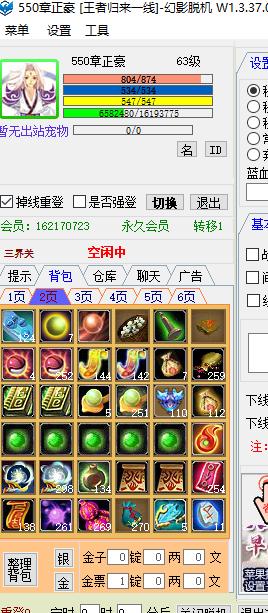 550章正豪 [王者归来一线]-幻影脱机 W1.3.37.0
菜单 设置 工具
550章正豪 63级
804/874
534/534
547/547
6582480/16193775
暂无出站宠物 0/0
名 ID
掉线重登 是否强登 切换 退出
会员: 162170723 永久会员 转移1
三界关 空闲中
提示 背包 仓库 聊天 广告
1页 2页 3页 4页 5页 6页
124 7
4 252 144 142 7 259
5 251 110 112
298 134 254
138 261 269 270 5 11
整理背包
银 金子 0 锭 0 两 0 文
金 金票 1 锭 0 两 0 文
设置
蓝血
基本
下线
下线
注: